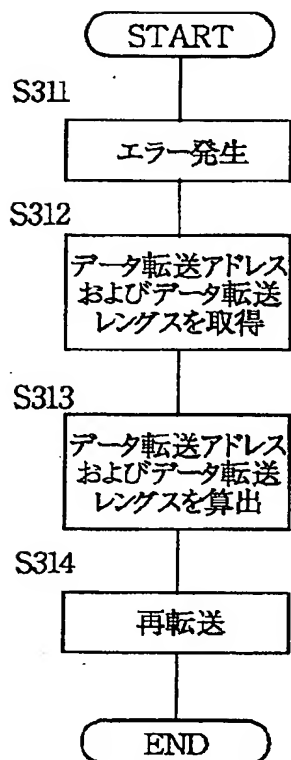 START
S311
エラー発生
S312
データ転送アドレス
およびデータ転送
レングスを取得
S313
データ転送アドレス
およびデータ転送
レングスを算出
S314
再転送
END